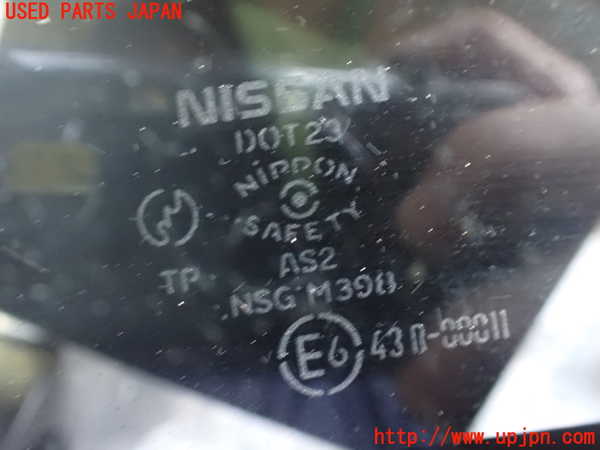 USED PARTS JAPAN
NISSAN
DOT23
NIPPON
SAFETY
AS2
TP
NSG M398
E6 43R-00011
http://www.upjpn.com/